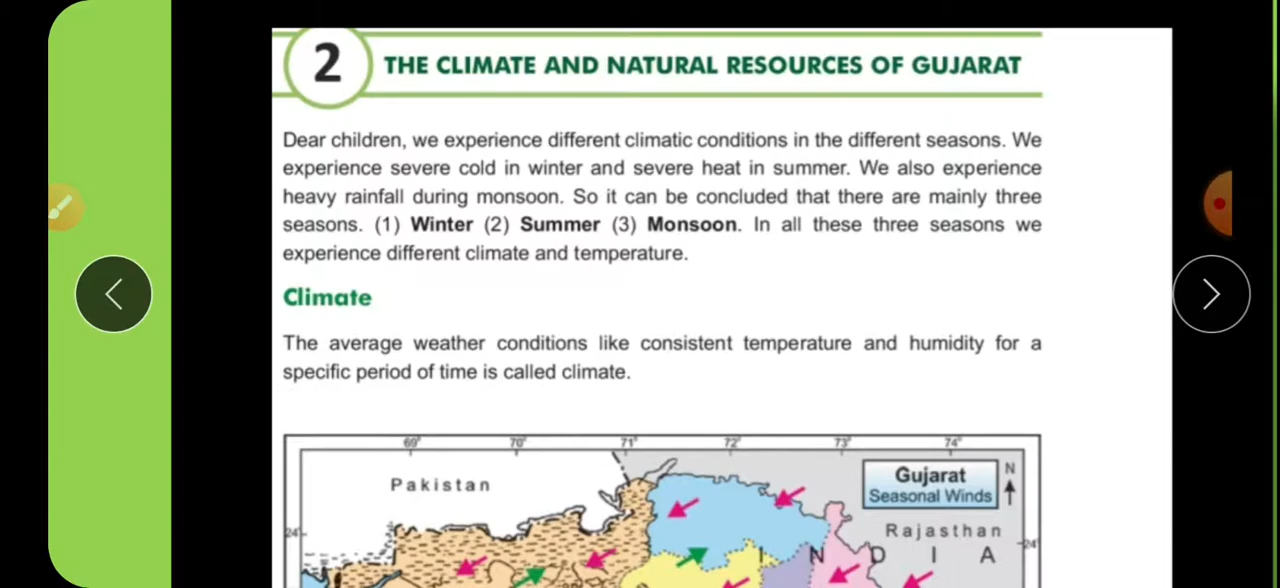 2
THE CLIMATE AND NATURAL RESOURCES OF GUJARAT
Dear children, we experience different climatic conditions in the different seasons. We
experience severe cold in winter and severe heat in summer. We also experience
heavy rainfall during monsoon. So it can be concluded that there are mainly three
seasons. (1) Winter (2) Summer (3) Monsoon. In all these three seasons we
experience different climate and temperature.
Climate
The average weather conditions like consistent temperature and humidity for a
specific period of time is called climate.
69° 70° 71° 72° 73° 74°
Pakistan
Gujarat
Seasonal Winds
N
Rajasthan
24° 24°
I N D I A